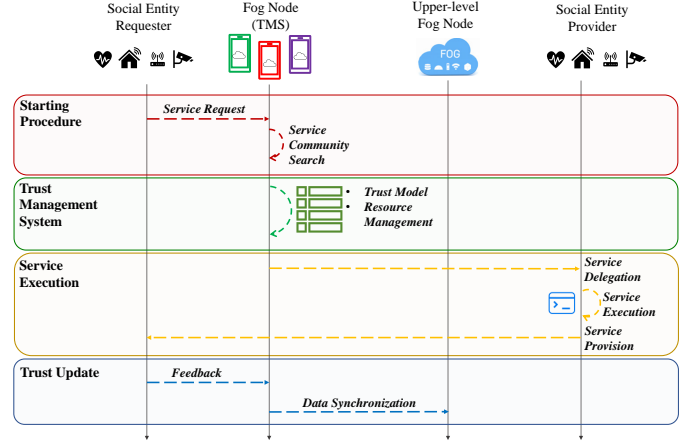 Social Entity
Requester
Fog Node
(TMS)
Upper-level
Fog Node
FOG
Social Entity
Provider
Starting
Procedure
Service Request
Service
Community
Search
Trust
Management
System
• Trust Model
• Resource
Management
Service
Execution
Service
Delegation
Service
Execution
Service
Provision
Trust Update
Feedback
Data Synchronization